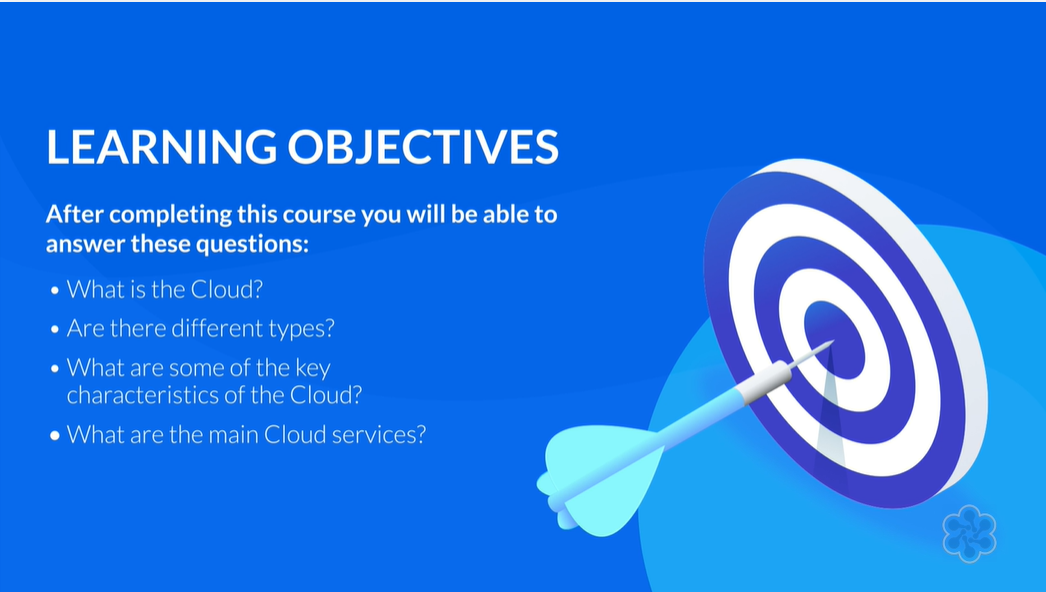 LEARNING OBJECTIVES
After completing this course you will be able to
answer these questions:
• What is the Cloud?
• Are there different types?
• What are some of the key
characteristics of the Cloud?
• What are the main Cloud services?